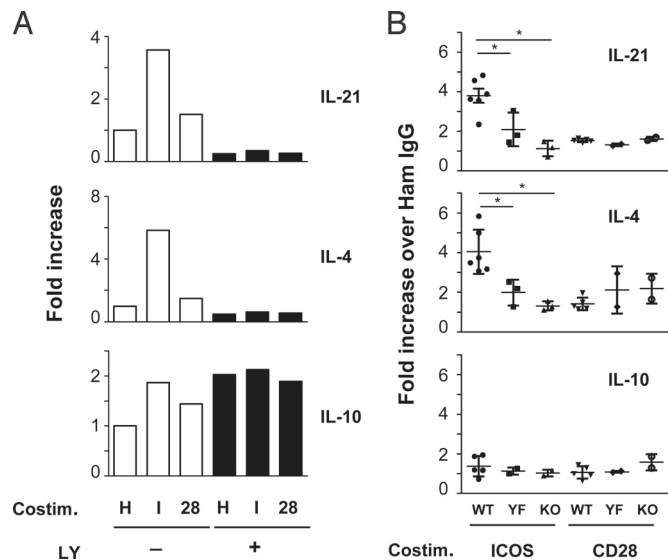 A
Fold increase
4
2
0
IL-21
8
4
0
IL-4
2
1
0
IL-10
Costim. H I 28 H I 28
LY – +
B
Fold increase over Ham IgG
6
4
2
0
* *
IL-21
6
4
2
0
* *
IL-4
6
4
2
0
IL-10
WT YF KO WT YF KO
Costim. ICOS CD28